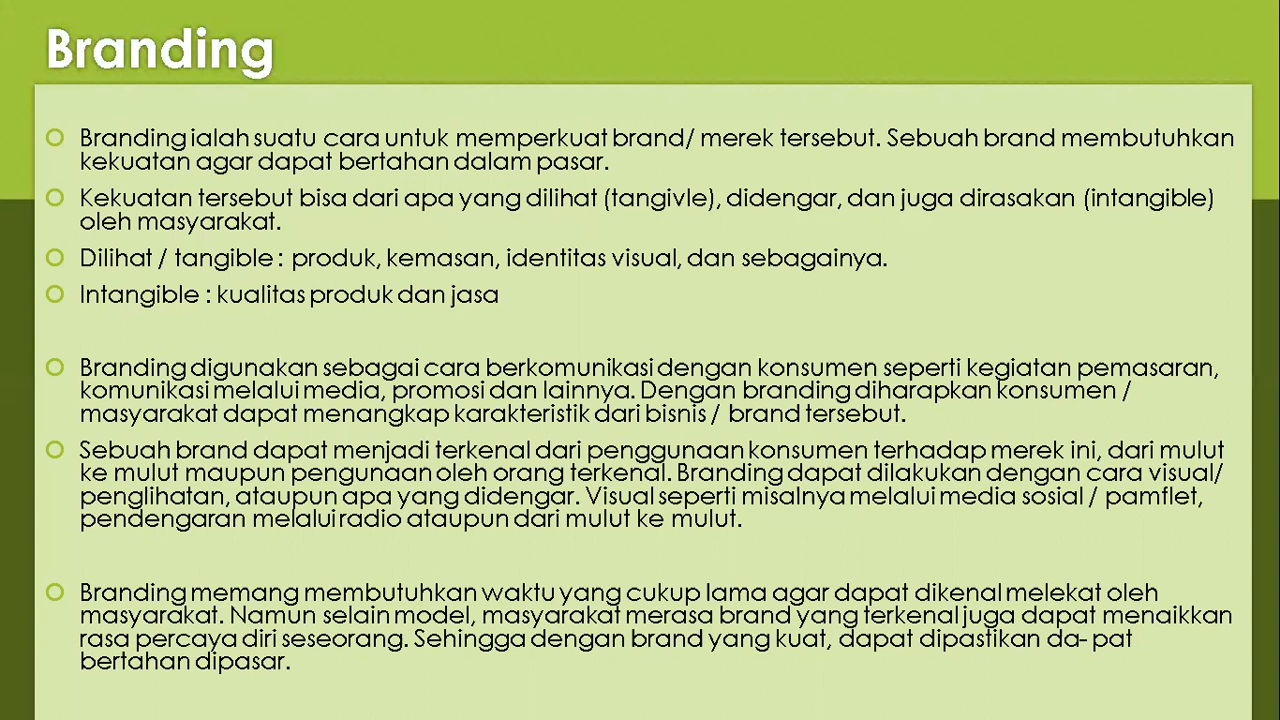 Branding
Branding ialah suatu cara untuk memperkuat brand/ merek tersebut. Sebuah brand membutuhkan
kekuatan agar dapat bertahan dalam pasar.
Kekuatan tersebut bisa dari apa yang dilihat (tangivle), didengar, dan juga dirasakan (intangible)
oleh masyarakat.
Dilihat / tangible : produk, kemasan, identitas visual, dan sebagainya.
Intangible : kualitas produk dan jasa
Branding digunakan sebagai cara berkomunikasi dengan konsumen seperti kegiatan pemasaran,
komunikasi melalui media, promosi dan lainnya. Dengan branding diharapkan konsumen /
masyarakat dapat menangkap karakteristik dari bisnis / brand tersebut.
Sebuah brand dapat menjadi terkenal dari penggunaan konsumen terhadap merek ini, dari mulut
ke mulut maupun pengunaan oleh orang terkenal. Branding dapat dilakukan dengan cara visual/
penglihatan, ataupun apa yang didengar. Visual seperti misalnya melalui media sosial / pamflet,
pendengaran melalui radio ataupun dari mulut ke mulut.
Branding memang membutuhkan waktu yang cukup lama agar dapat dikenal melekat oleh
masyarakat. Namun selain model, masyarakat merasa brand yang terkenal juga dapat menaikkan
rasa percaya diri seseorang. Sehingga dengan brand yang kuat, dapat dipastikan da- pat
bertahan dipasar.